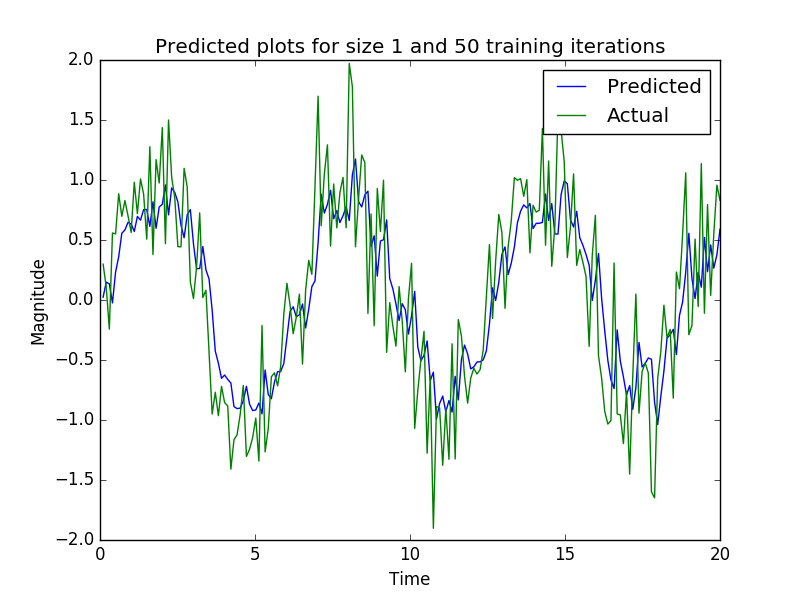 Predicted plots for size 1 and 50 training iterations
Predicted
Actual
2.0
1.5
1.0
0.5
0.0
−0.5
−1.0
−1.5
−2.0
Magnitude
0 5 10 15 20
Time